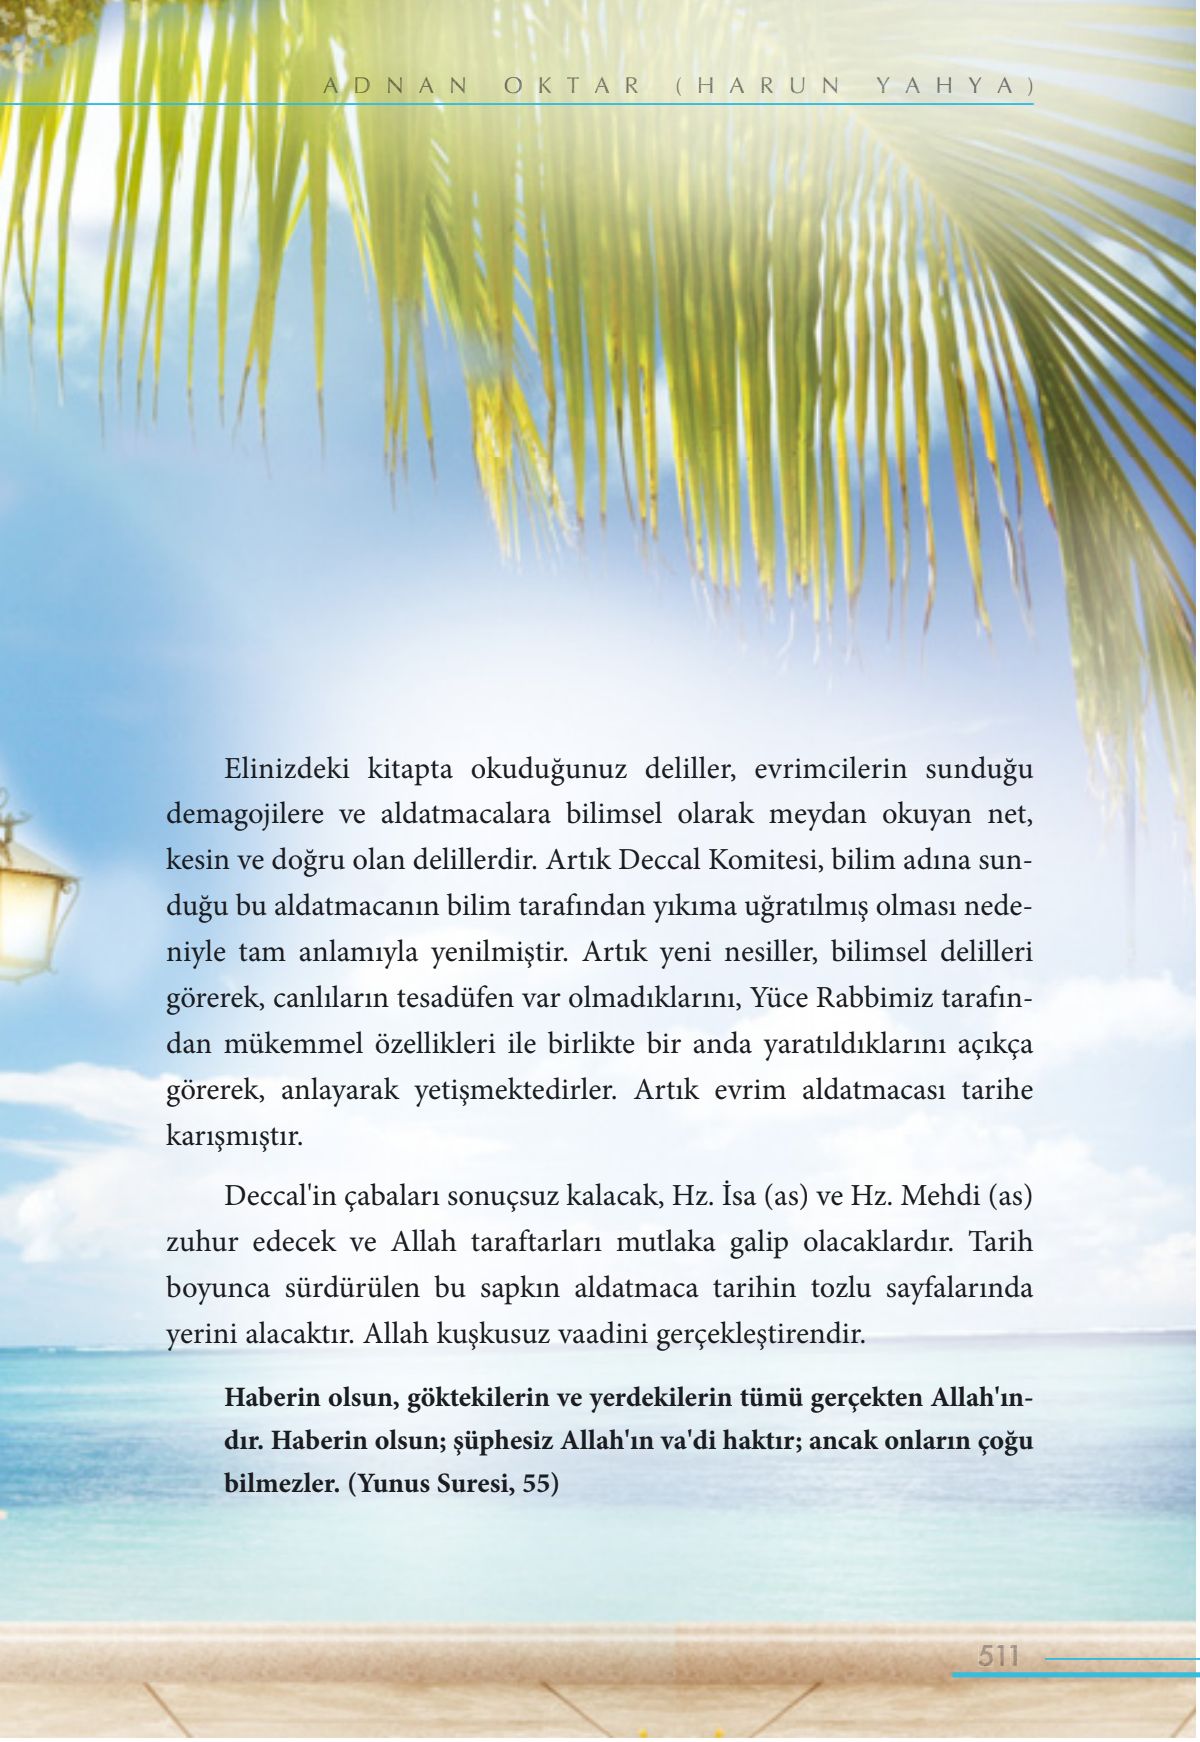 ADNAN OKTAR (HARUN YAHYA)
Elinizdeki kitapta okuduğunuz deliller, evrimcilerin sunduğu
demagojilere ve aldatmacalara bilimsel olarak meydan okuyan net,
kesin ve doğru olan delillerdir. Artık Deccal Komitesi, bilim adına sun-
duğu bu aldatmacanın bilim tarafından yıkıma uğratılmış olması nede-
niyle tam anlamıyla yenilmiştir. Artık yeni nesiller, bilimsel delilleri
görerek, canlıların tesadüfen var olmadıklarını, Yüce Rabbimiz tarafın-
dan mükemmel özellikleri ile birlikte bir anda yaratıldıklarını açıkça
görerek, anlayarak yetişmektedirler. Artık evrim aldatmacası tarihe
karışmıştır.
Deccal'in çabaları sonuçsuz kalacak, Hz. İsa (as) ve Hz. Mehdi (as)
zuhur edecek ve Allah taraftarları mutlaka galip olacaklardır. Tarih
boyunca sürdürülen bu sapkın aldatmaca tarihin tozlu sayfalarında
yerini alacaktır. Allah kuşkusuz vaadini gerçekleştirendir.
Haberin olsun, göktekilerin ve yerdekilerin tümü gerçekten Allah'ın-
dır. Haberin olsun; şüphesiz Allah'ın va'di haktır; ancak onların çoğu
bilmezler. (Yunus Suresi, 55)
511